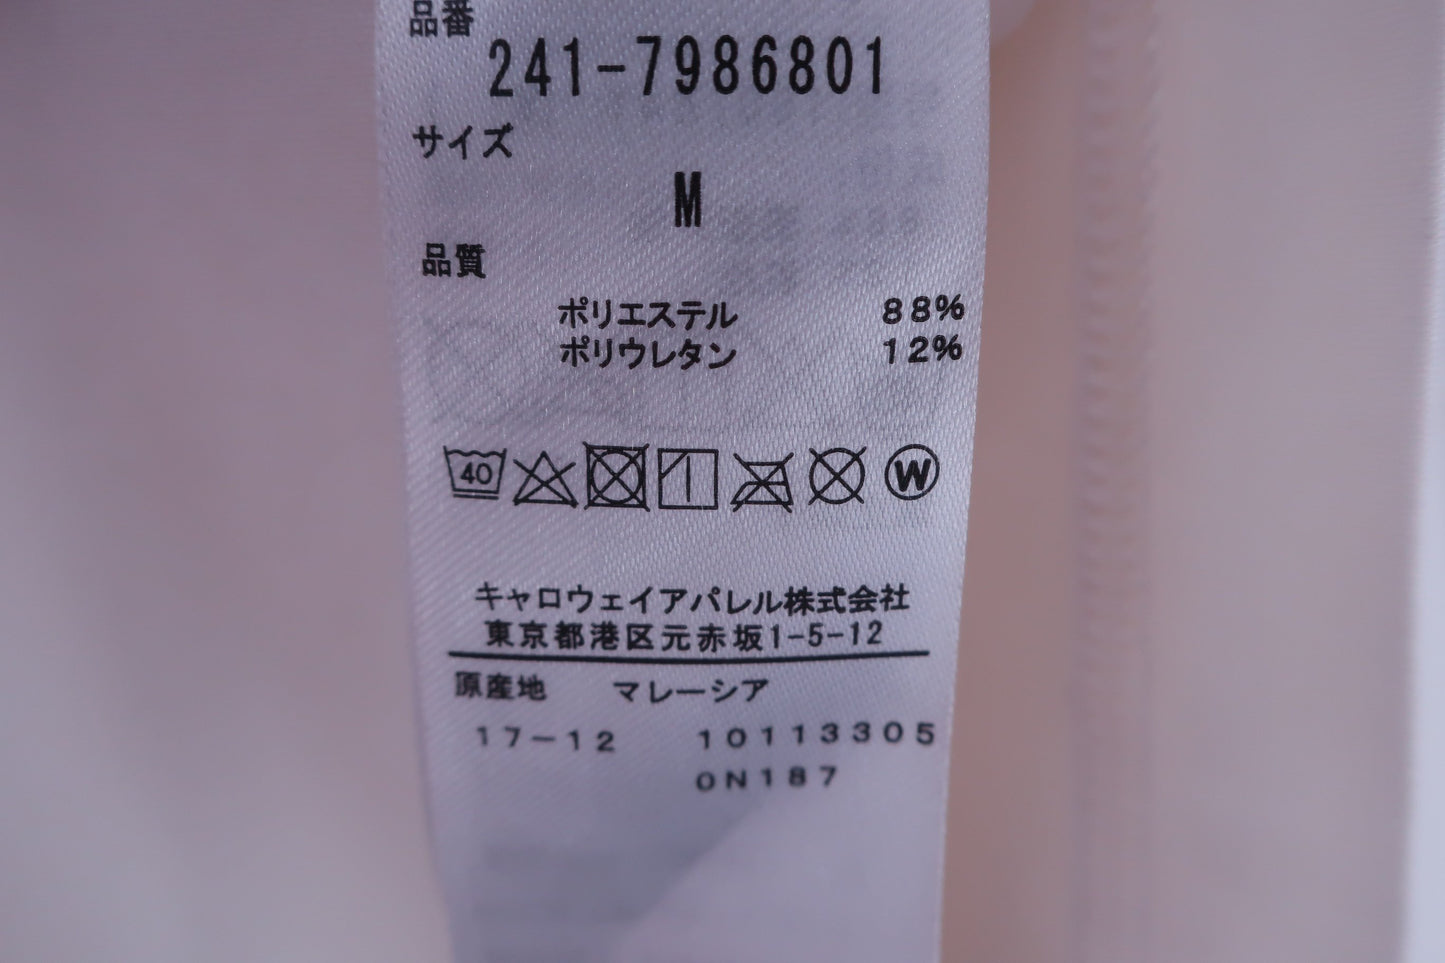 品番
241-7986801
サイズ
M
品質
ポリエステル 88%
ポリウレタン 12%
40 W
キャロウェイアパレル株式会社
東京都港区元赤坂1-5-12
原産地 マレーシア
17-12 10113305
0N187